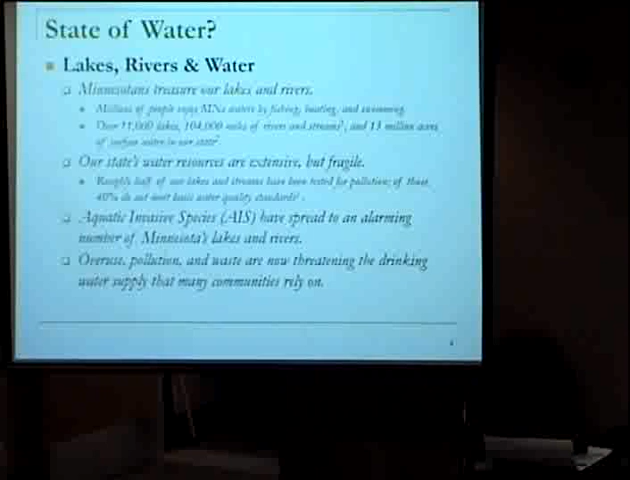 State of Water?
Lakes, Rivers & Water
Minnesotans treasure our lakes and rivers.
Millions of people enjoy MN's waters by fishing, boating, and swimming.
Over 11,000 lakes, 104,000 miles of rivers and streams¹, and 13 million acres
of surface water in our state²
Our state's water resources are extensive, but fragile.
Roughly half of our lakes and streams have been tested for pollution; of those
40% do not meet basic water quality standards³.
Aquatic Invasive Species (AIS) have spread to an alarming
number of Minnesota's lakes and rivers.
Overuse, pollution, and waste are now threatening the drinking
water supply that many communities rely on.